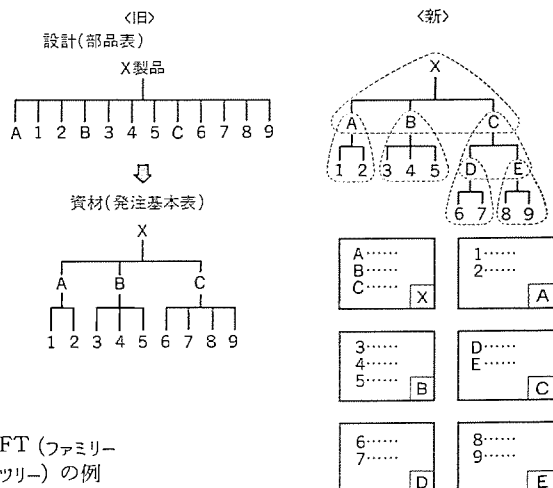 〈旧〉
設計(部品表)
X製品
A 1 2 B 3 4 5 C 6 7 8 9
資材(発注基本表)
X
A B C
1 2 3 4 5 6 7 8 9
〈新〉
X
A B C
1 2 3 4 5 D E
6 7 8 9
A……
B……
C……
X
1……
2……
A
3……
4……
5……
B
D……
E……
C
6……
7……
D
8……
9……
E
FT (ファミリー
ツリー) の例